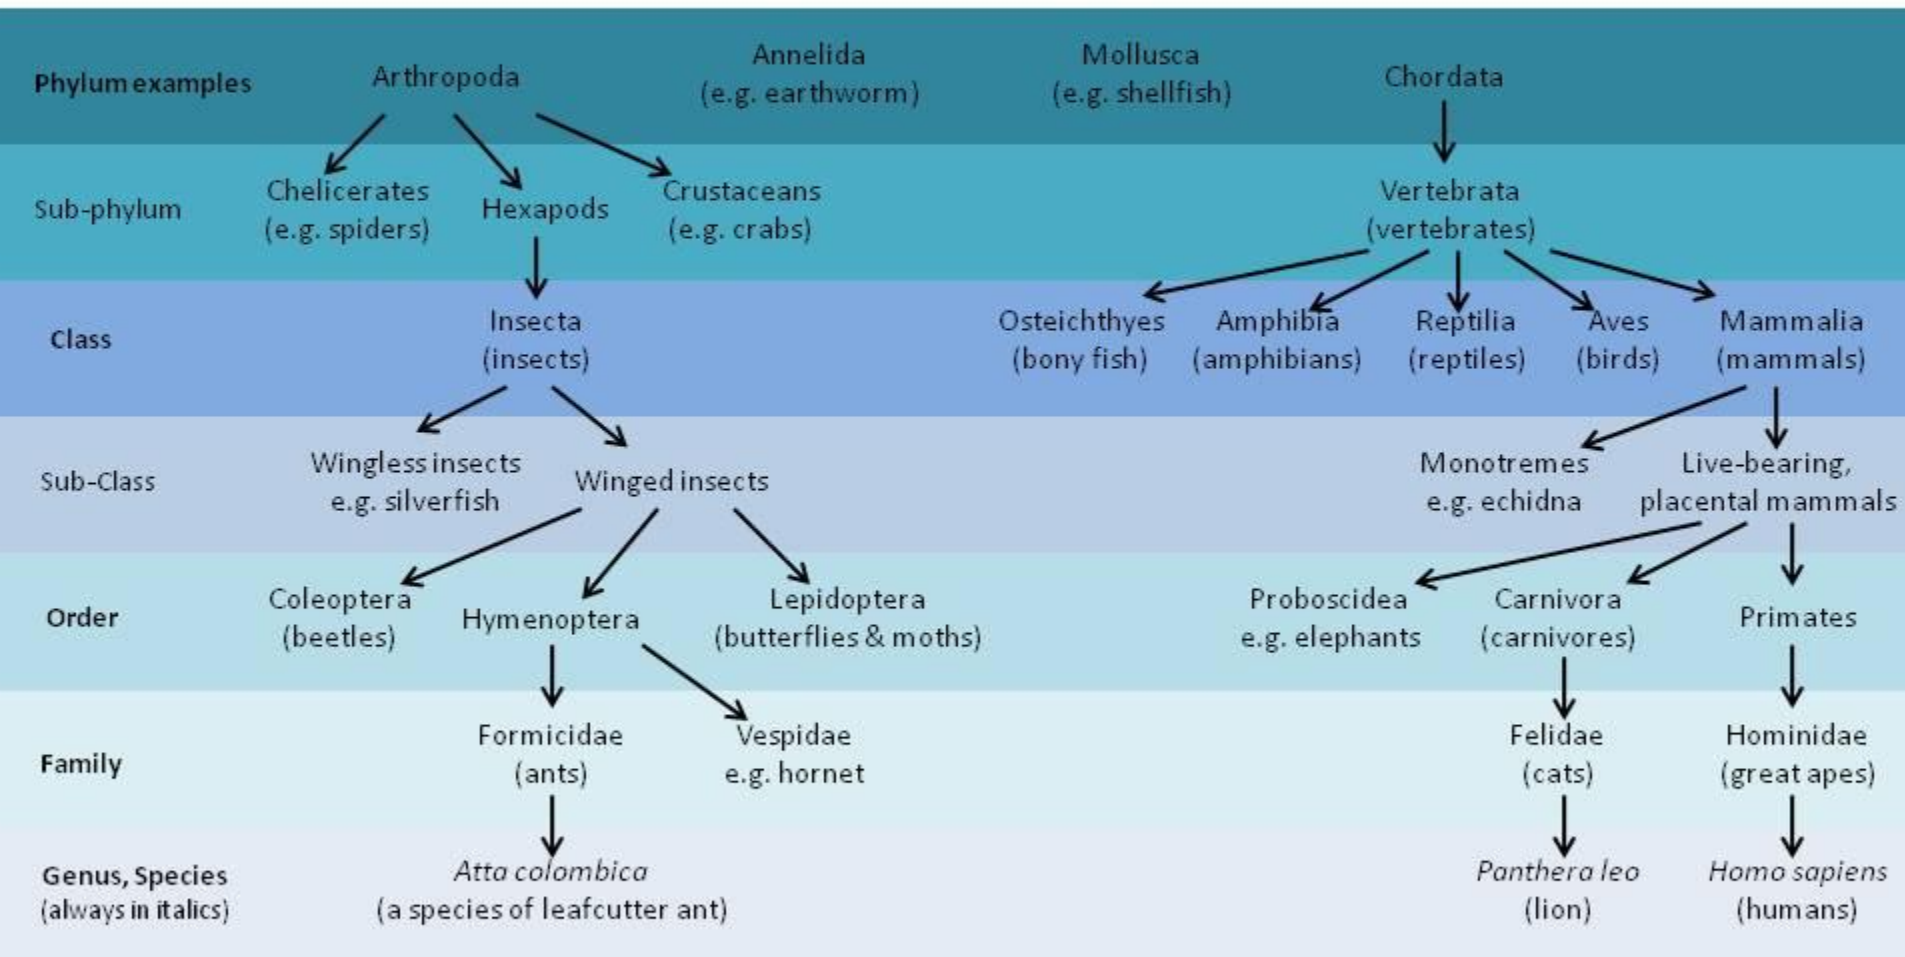 Phylum examples
Arthropoda
Annelida
(e.g. earthworm)
Mollusca
(e.g. shellfish)
Chordata
Sub-phylum
Chelicerates
(e.g. spiders)
Hexapods
Crustaceans
(e.g. crabs)
Vertebrata
(vertebrates)
Class
Insecta
(insects)
Osteichthyes
(bony fish)
Amphibia
(amphibians)
Reptilia
(reptiles)
Aves
(birds)
Mammalia
(mammals)
Sub-Class
Wingless insects
e.g. silverfish
Winged insects
Monotremes
e.g. echidna
Live-bearing,
placental mammals
Order
Coleoptera
(beetles)
Hymenoptera
Lepidoptera
(butterflies & moths)
Proboscidea
e.g. elephants
Carnivora
(carnivores)
Primates
Family
Formicidae
(ants)
Vespidae
e.g. hornet
Felidae
(cats)
Hominidae
(great apes)
Genus, Species
(always in italics)
Atta colombica
(a species of leafcutter ant)
Panthera leo
(lion)
Homo sapiens
(humans)